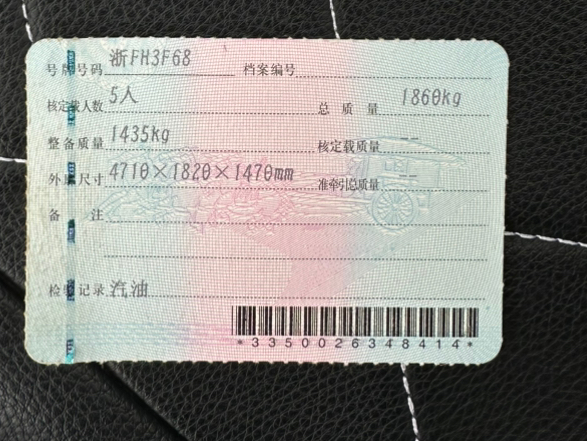 号牌号码 浙FH3F68 档案编号
核定载人数 5人 总质量 1860kg
整备质量 1435kg 核定载质量 --
外廓尺寸 4710×1820×1470mm 准牵引总质量 --
备注
检验记录 汽油
*3350026348414*